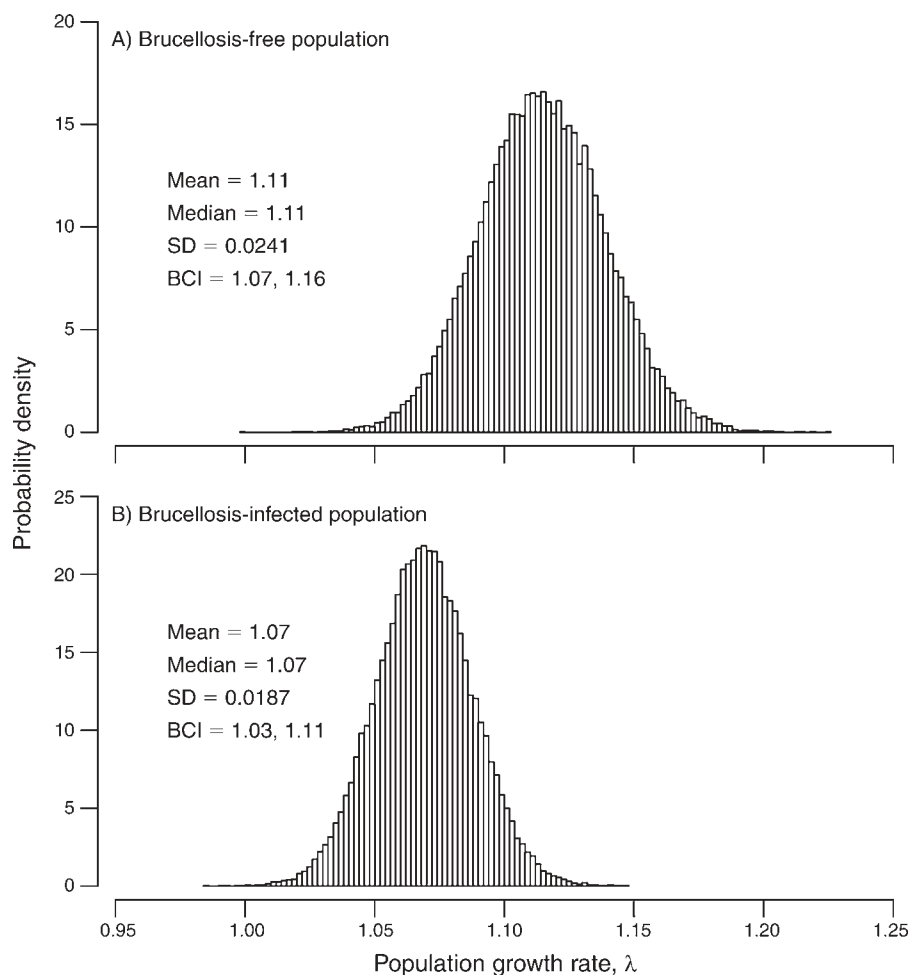 A) Brucellosis-free population
20
15
10
5
0
Mean = 1.11
Median = 1.11
SD = 0.0241
BCI = 1.07, 1.16
Probability density
B) Brucellosis-infected population
25
20
15
10
5
0
Mean = 1.07
Median = 1.07
SD = 0.0187
BCI = 1.03, 1.11
0.95 1.00 1.05 1.10 1.15 1.20 1.25
Population growth rate, λ